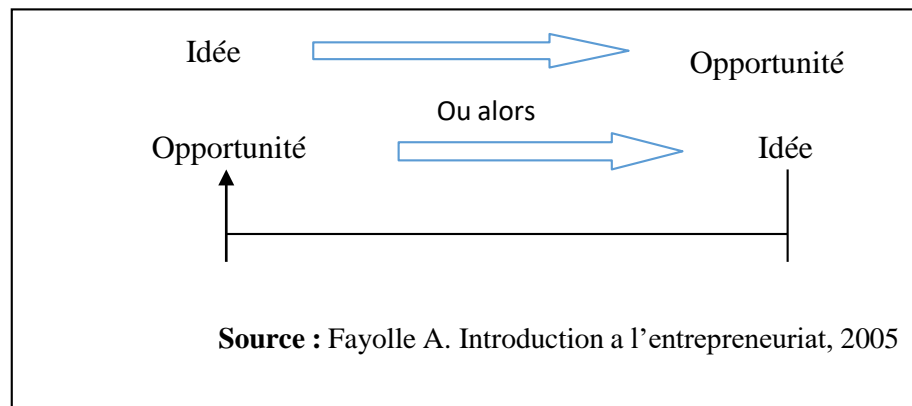 Idée Opportunité
Ou alors
Opportunité Idée
Source : Fayolle A. Introduction a l’entrepreneuriat, 2005